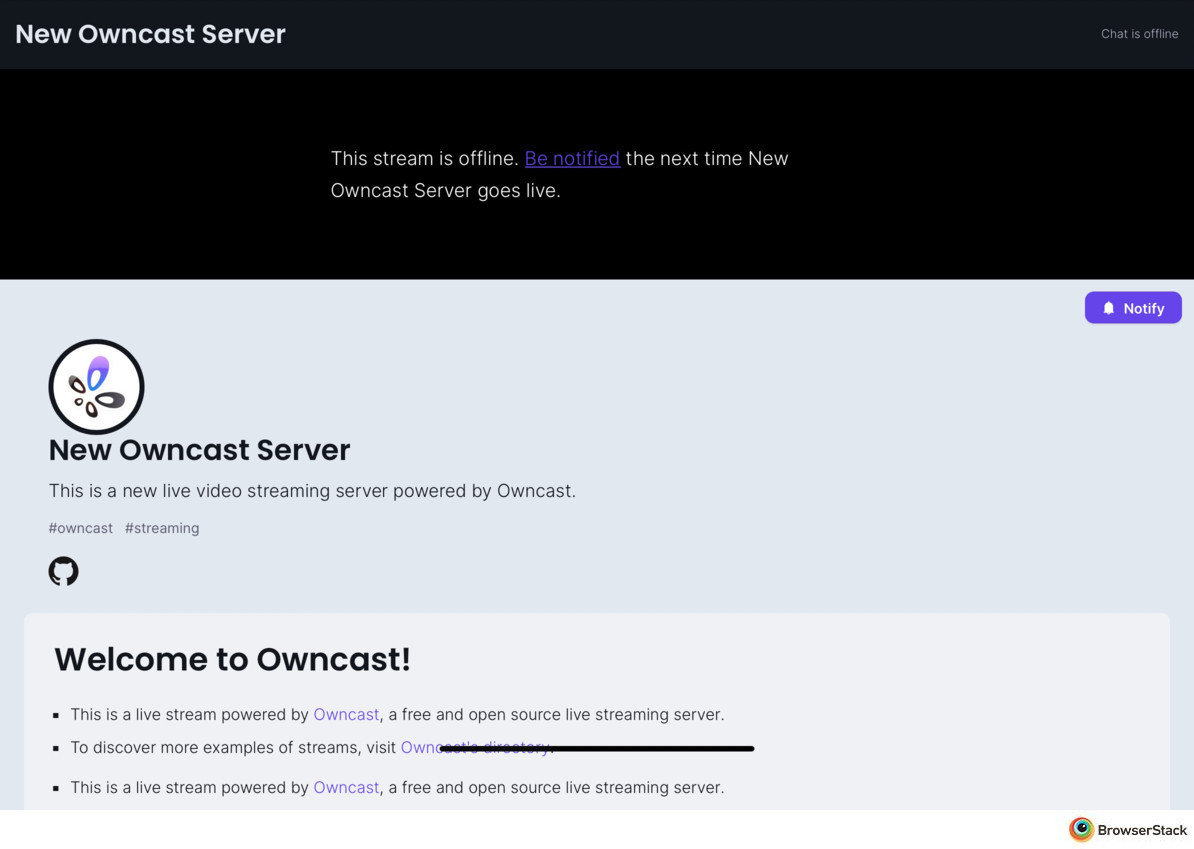 New Owncast Server
Chat is offline
This stream is offline. Be notified the next time New
Owncast Server goes live.
Notify
New Owncast Server
This is a new live video streaming server powered by Owncast.
#owncast #streaming
Welcome to Owncast!
This is a live stream powered by Owncast, a free and open source live streaming server.
To discover more examples of streams, visit Owncast's directory.
This is a live stream powered by Owncast, a free and open source live streaming server.
BrowserStack